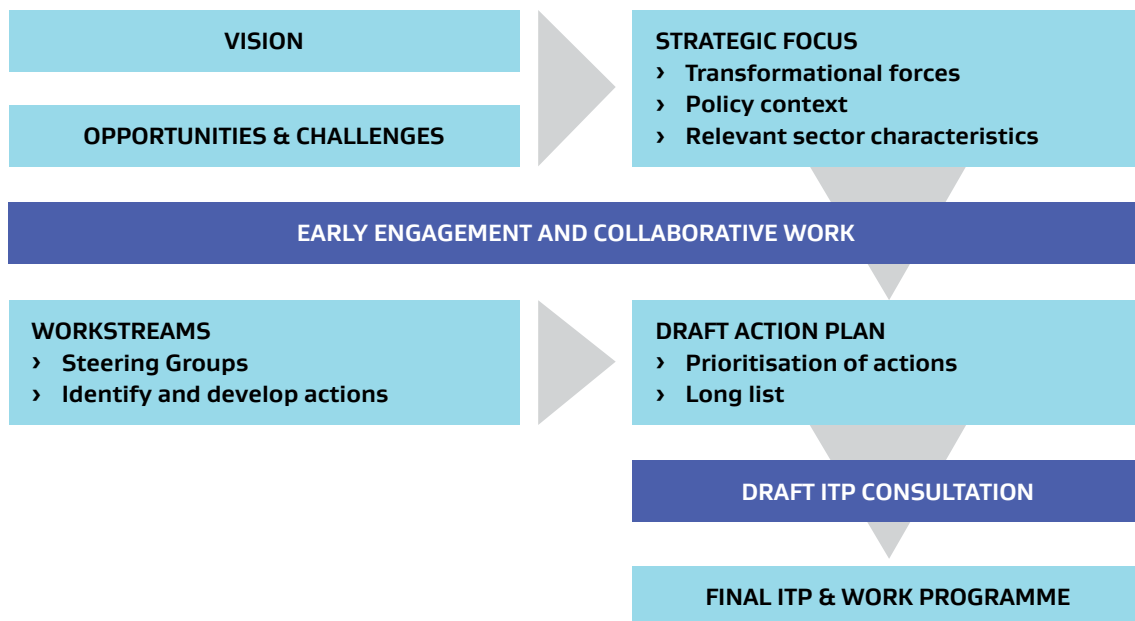 VISION
OPPORTUNITIES & CHALLENGES
STRATEGIC FOCUS
› Transformational forces
› Policy context
› Relevant sector characteristics
EARLY ENGAGEMENT AND COLLABORATIVE WORK
WORKSTREAMS
› Steering Groups
› Identify and develop actions
DRAFT ACTION PLAN
› Prioritisation of actions
› Long list
DRAFT ITP CONSULTATION
FINAL ITP & WORK PROGRAMME